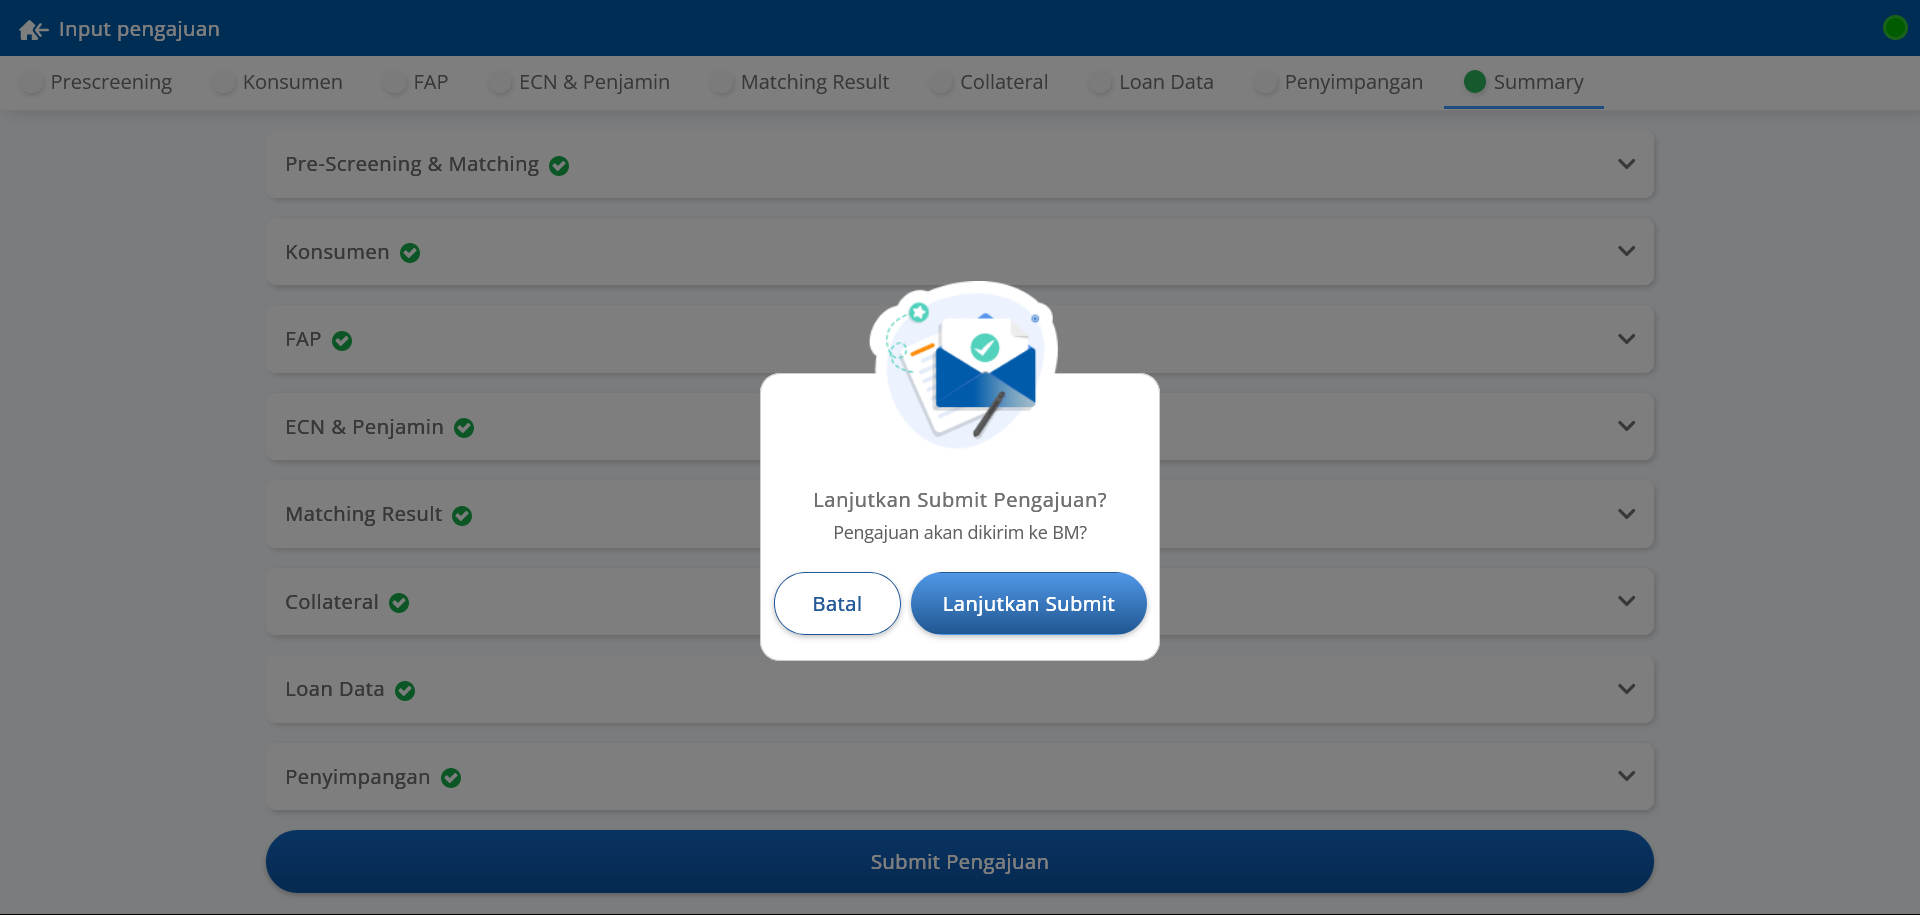 Input pengajuan
Prescreening Konsumen FAP ECN & Penjamin Matching Result Collateral Loan Data Penyimpangan Summary
Pre-Screening & Matching
Konsumen
FAP
ECN & Penjamin
Matching Result
Collateral
Loan Data
Penyimpangan
Submit Pengajuan
Lanjutkan Submit Pengajuan?
Pengajuan akan dikirim ke BM?
Batal Lanjutkan Submit